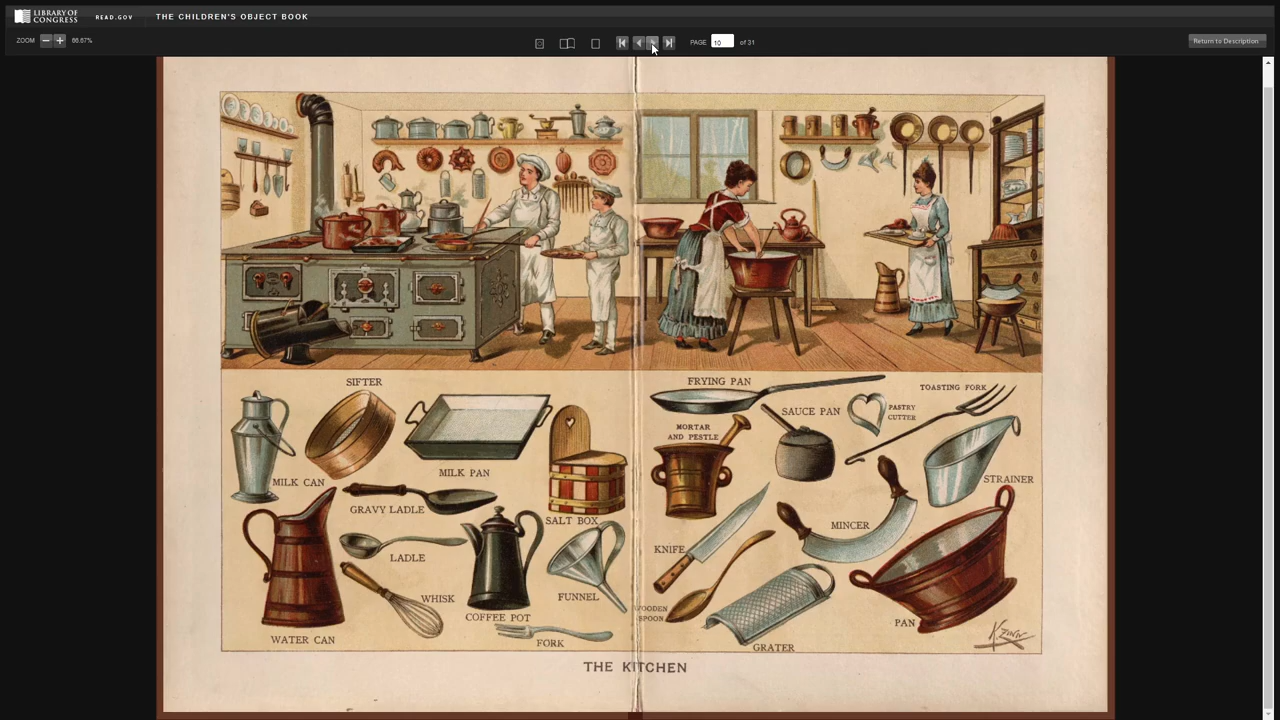 LIBRARY OF
CONGRESS
READ.GOV
THE CHILDREN'S OBJECT BOOK
ZOOM
66.67%
PAGE
10
of 31
Return to Description
SIFTER
MILK CAN
MILK PAN
GRAVY LADLE
SALT BOX
LADLE
WHISK
COFFEE POT
FUNNEL
WATER CAN
FORK
FRYING PAN
TOASTING FORK
SAUCE PAN
PASTRY
CUTTER
MORTAR
AND PESTLE
STRAINER
MINCER
KNIFE
WOODEN
SPOON
PAN
GRATER
THE KITCHEN